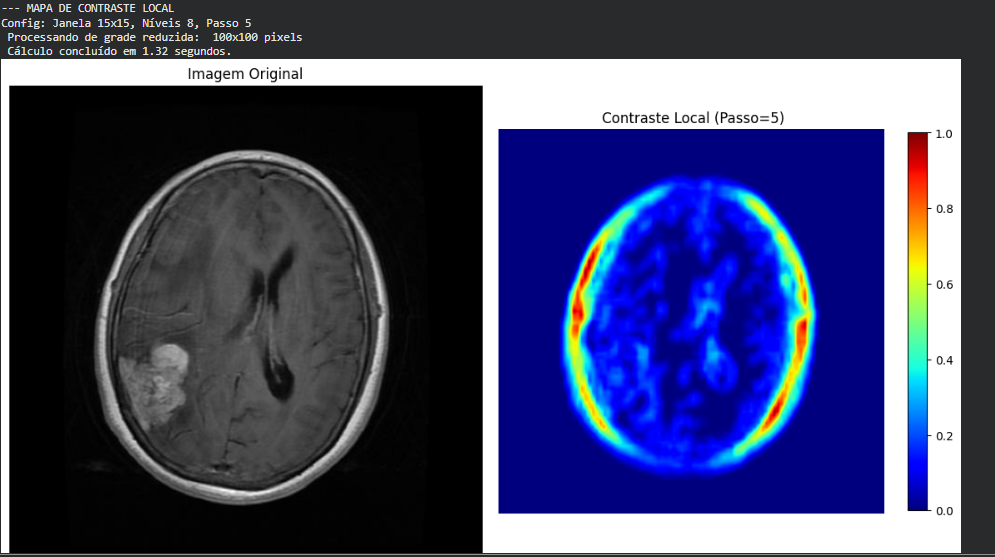 --- MAPA DE CONTRASTE LOCAL
Config: Janela 15x15, Níveis 8, Passo 5
Processando de grade reduzida: 100x100 pixels
Cálculo concluído em 1.32 segundos.
Imagem Original
Contraste Local (Passo=5)
1.0
0.8
0.6
0.4
0.2
0.0